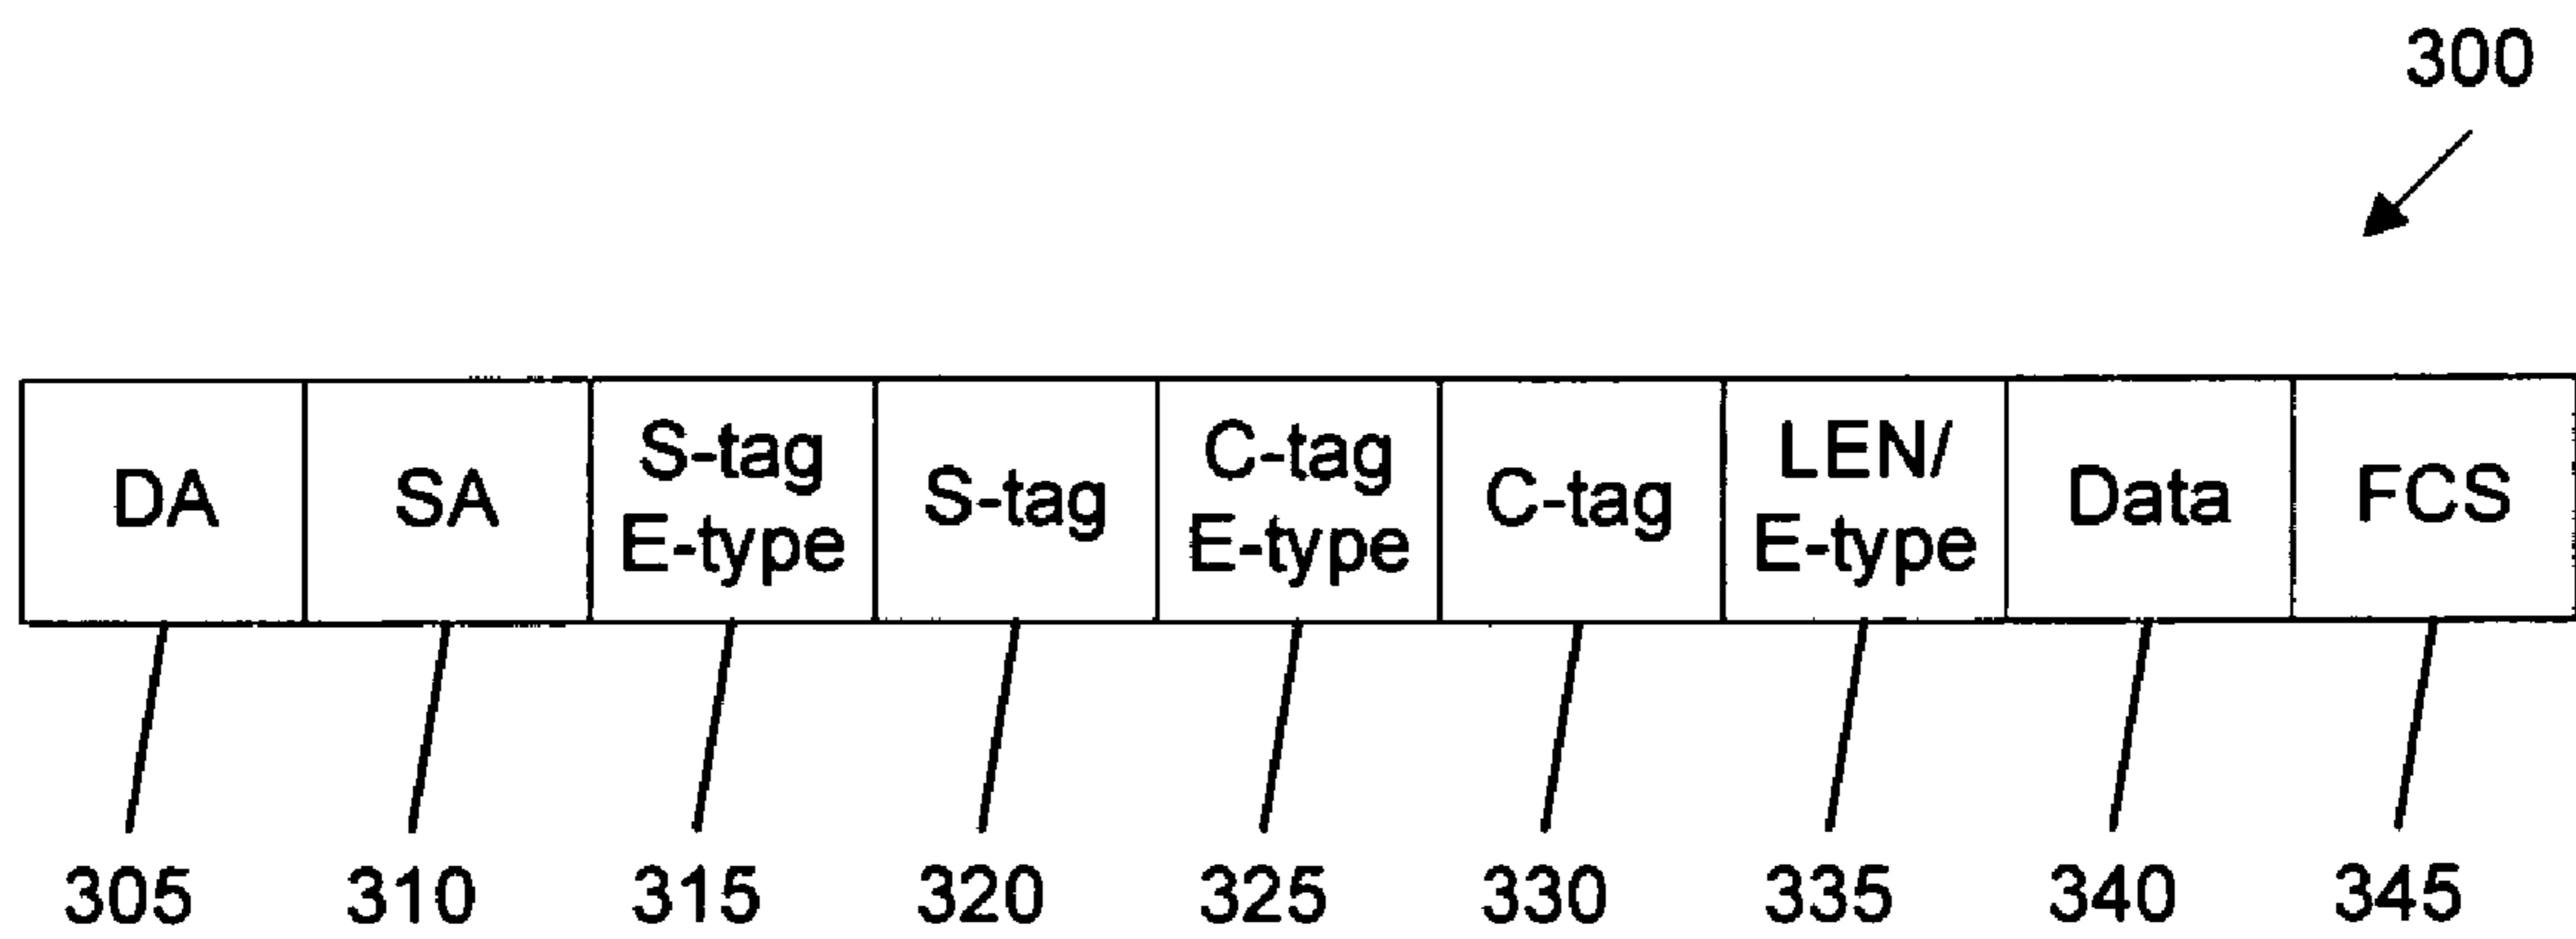 300
DA
SA
S-tag
E-type
S-tag
C-tag
E-type
C-tag
LEN/
E-type
Data
FCS
305
310
315
320
325
330
335
340
345